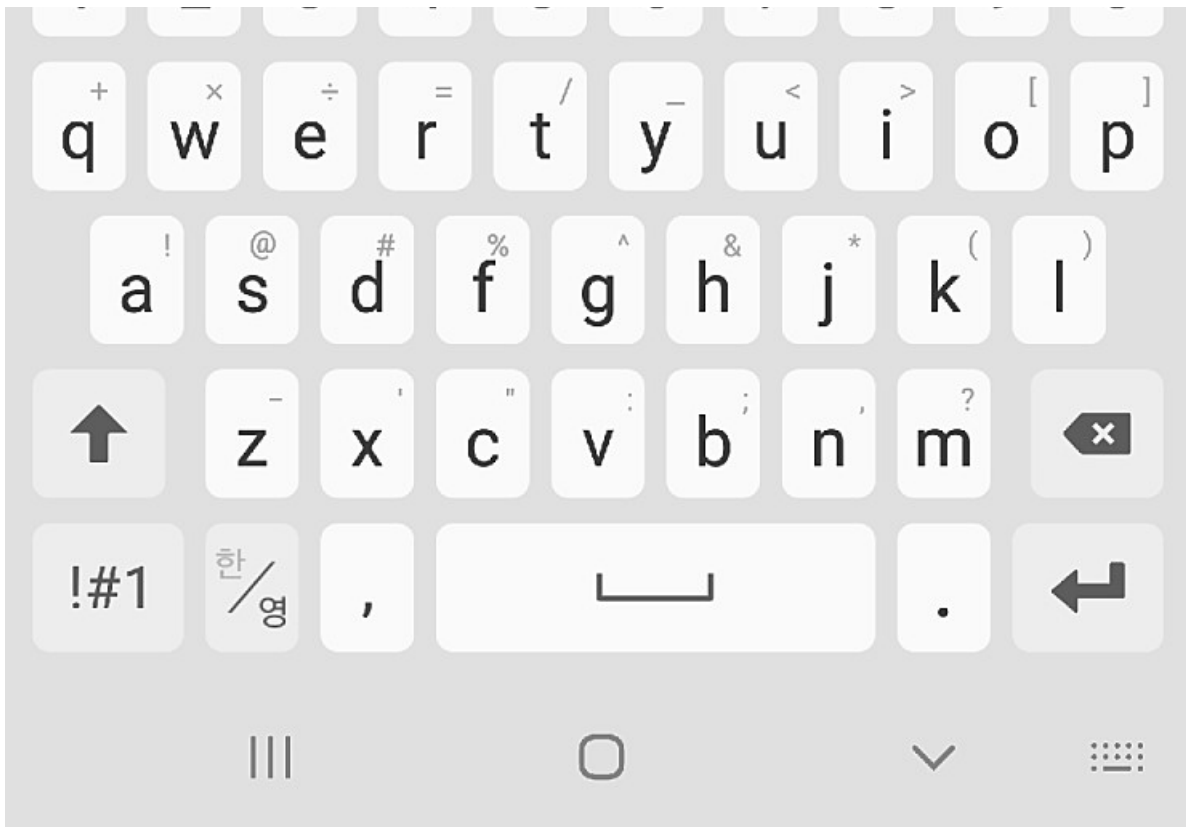 + × ÷ = / _ < > [ ]
q w e r t y u i o p
! @ # % ^ & * ( )
a s d f g h j k l
- ' " : ; , ?
z x c v b n m
!#1 한/영 , .